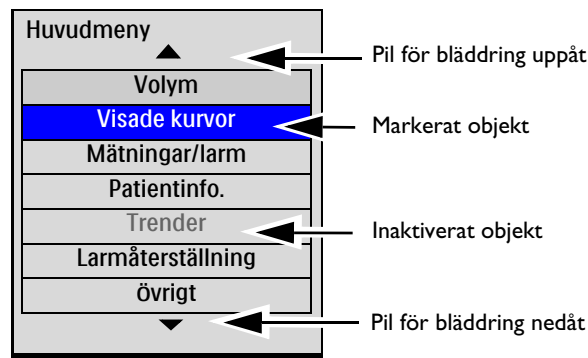 Huvudmeny
Pil för bläddring uppåt
Volym
Visade kurvor
Markerat objekt
Mätningar/larm
Patientinfo.
Trender
Inaktiverat objekt
Larmåterställning
övrigt
Pil för bläddring nedåt